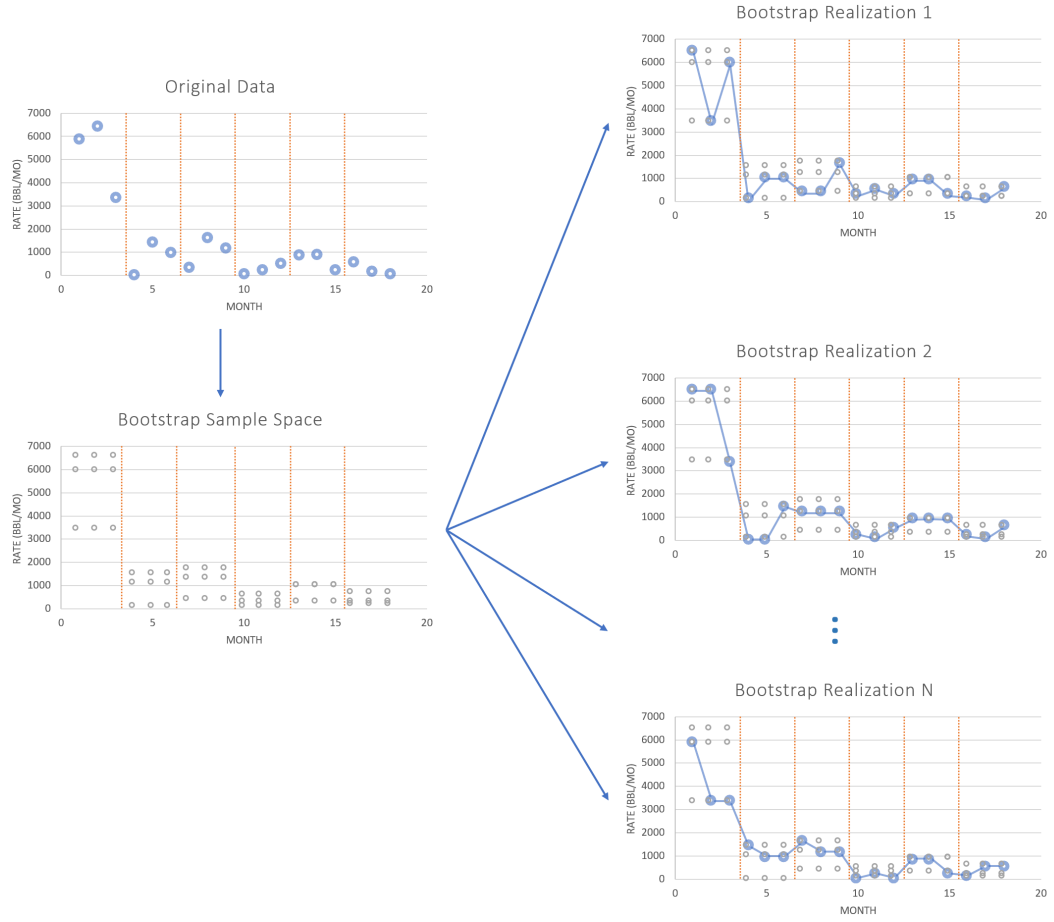 Original Data
7000
6000
5000
4000
3000
2000
1000
0
RATE (BBL/MO)
0 5 10 15 20
MONTH
Bootstrap Sample Space
7000
6000
5000
4000
3000
2000
1000
0
RATE (BBL/MO)
0 5 10 15 20
MONTH
Bootstrap Realization 1
7000
6000
5000
4000
3000
2000
1000
0
RATE (BBL/MO)
0 5 10 15 20
MONTH
Bootstrap Realization 2
7000
6000
5000
4000
3000
2000
1000
0
RATE (BBL/MO)
0 5 10 15 20
MONTH
Bootstrap Realization N
7000
6000
5000
4000
3000
2000
1000
0
RATE (BBL/MO)
0 5 10 15 20
MONTH